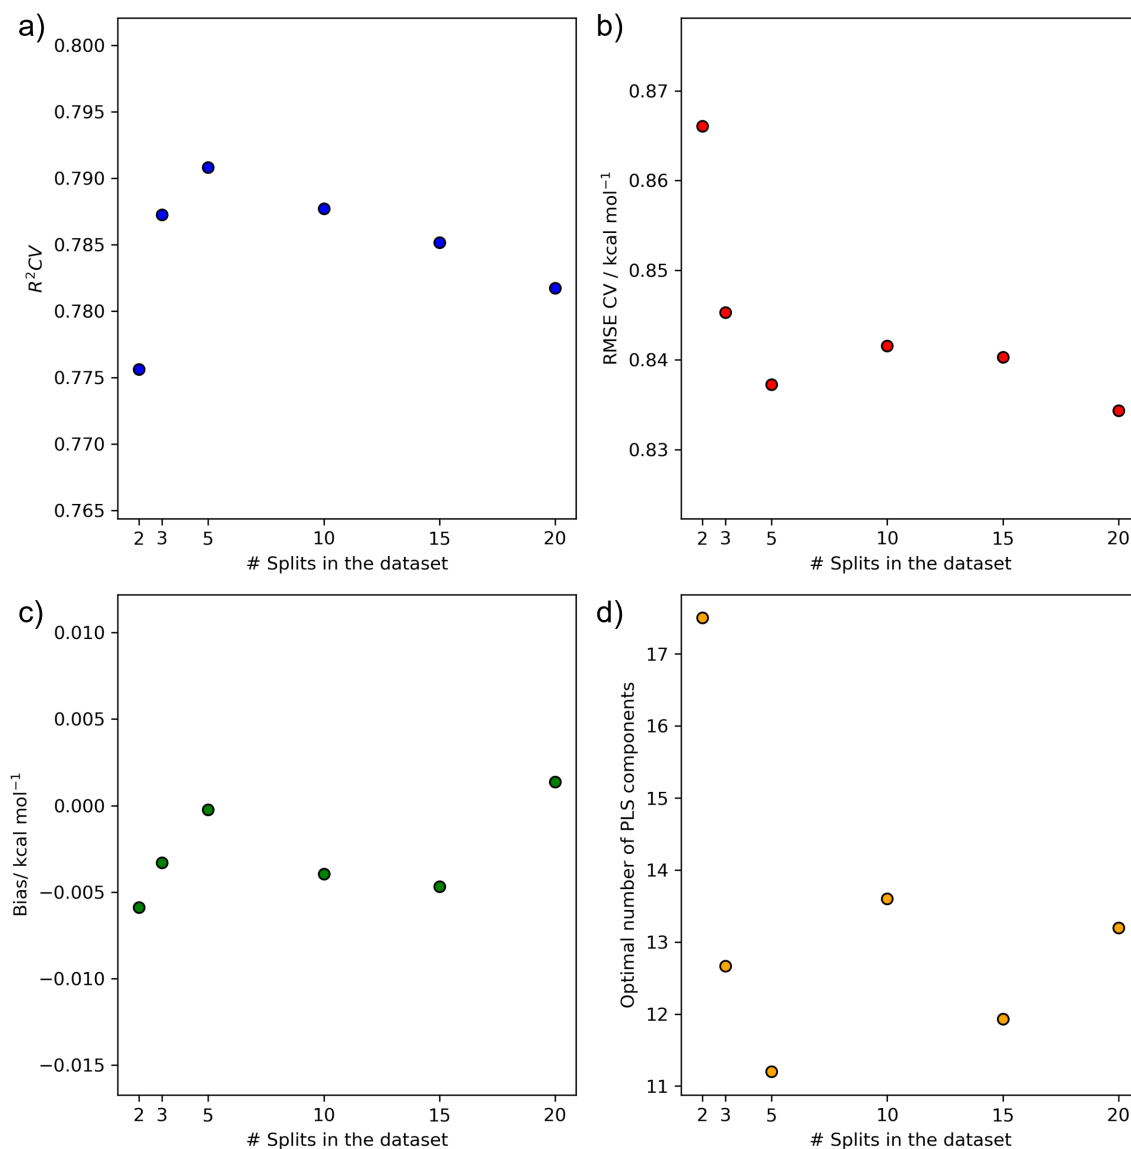 a)
0.800
0.795
0.790
0.785
0.780
0.775
0.770
0.765
R²CV
2 3 5 10 15 20
# Splits in the dataset
b)
0.87
0.86
0.85
0.84
0.83
RMSE CV / kcal mol⁻¹
2 3 5 10 15 20
# Splits in the dataset
c)
0.010
0.005
0.000
−0.005
−0.010
−0.015
Bias/ kcal mol⁻¹
2 3 5 10 15 20
# Splits in the dataset
d)
17
16
15
14
13
12
11
Optimal number of PLS components
2 3 5 10 15 20
# Splits in the dataset